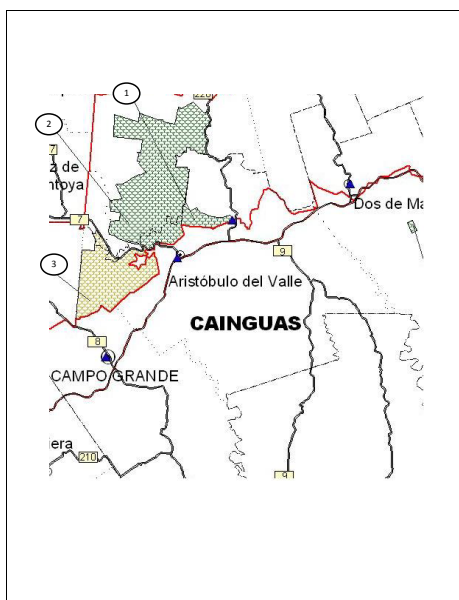 1
220
2
7
z de
ntoya
7
Dos de Ma
3
9
Aristóbulo del Valle
CAINGUAS
8
CAMPO GRANDE
era
210
9